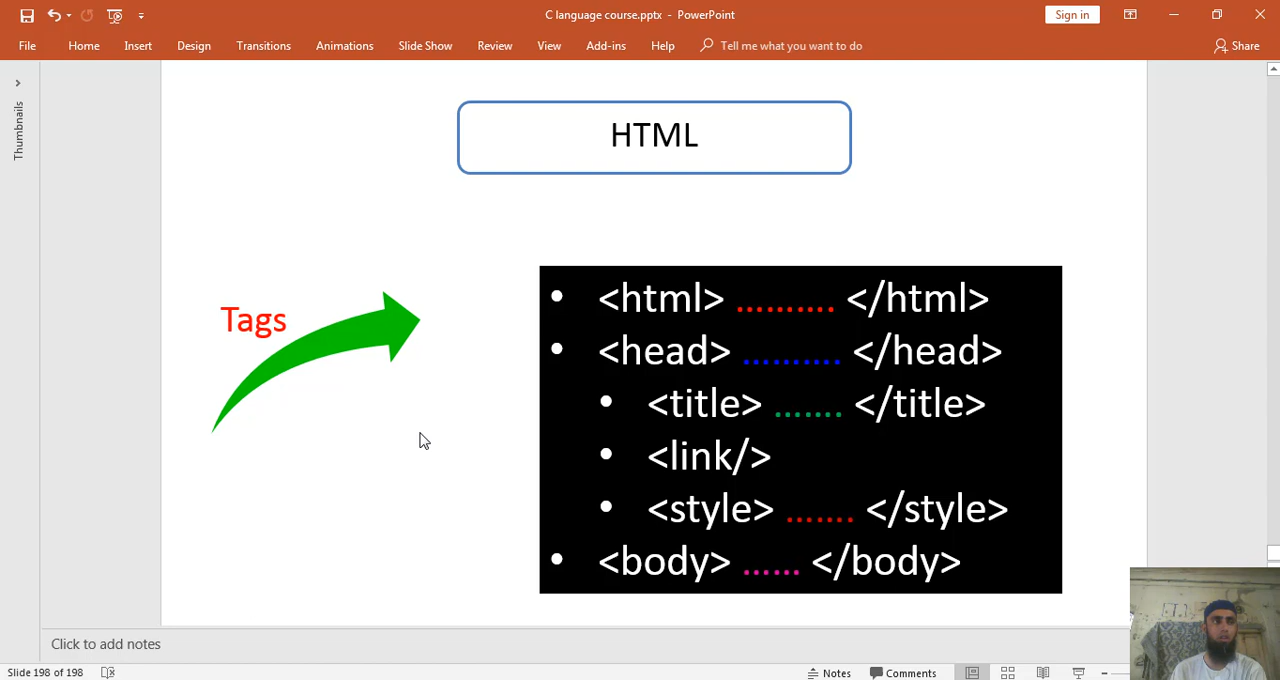 C language course.pptx - PowerPoint
Sign in
File Home Insert Design Transitions Animations Slide Show Review View Add-ins Help Tell me what you want to do Share
Thumbnails
HTML
Tags
• <html> .......... </html>
• <head> .......... </head>
• <title> ....... </title>
• <link/>
• <style> ....... </style>
• <body> ...... </body>
Click to add notes
Slide 198 of 198 Notes Comments